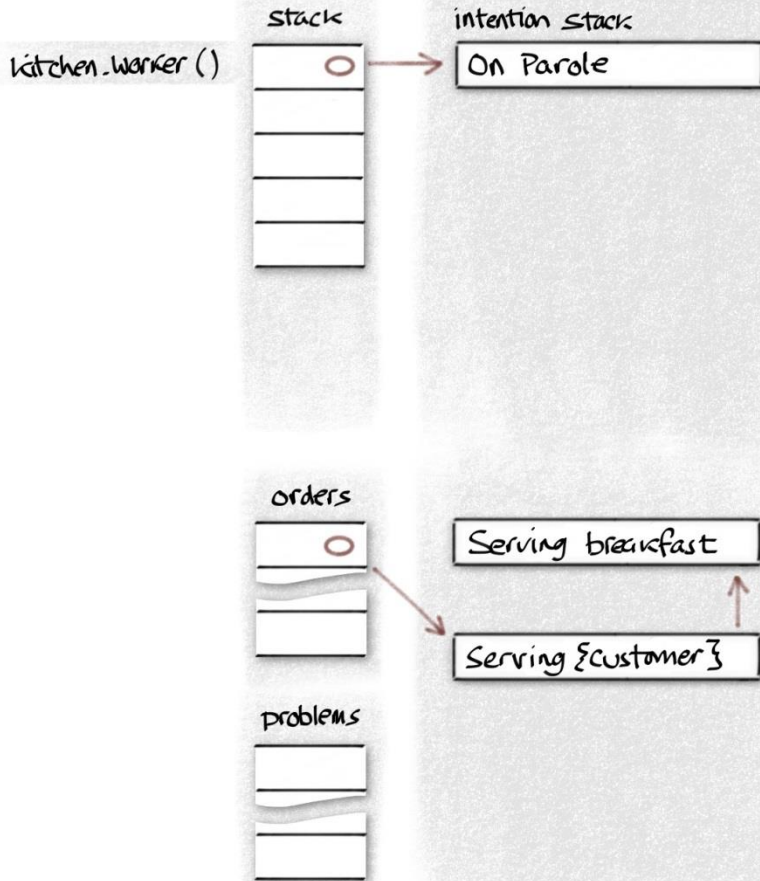 stack
intention stack
kitchen.worker()
On Parole
orders
Serving breakfast
Serving {customer}
problems